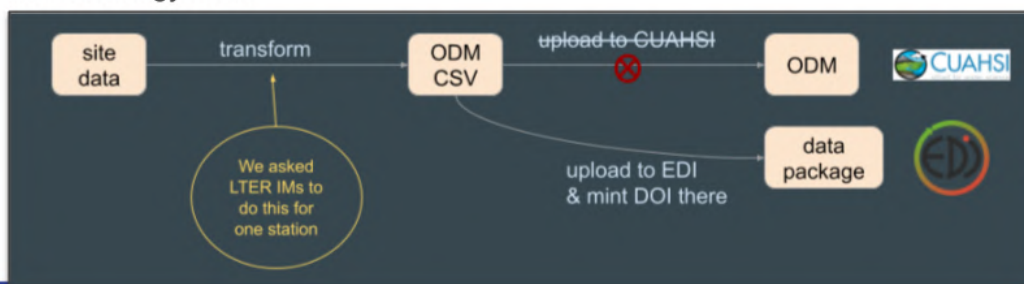 site
data
transform
ODM
CSV
upload to CUAHSI
ODM
CUAHSI
We asked
LTER IMs to
do this for
one station
upload to EDI
& mint DOI there
data
package
EDI